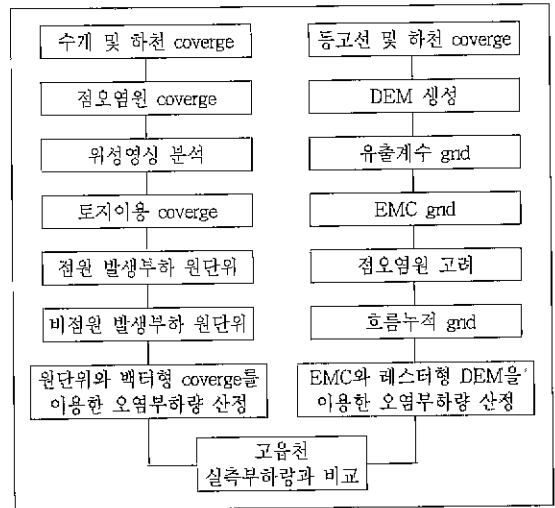 수계 및 하천 coverge
점오염원 coverge
위성영상 분석
토지이용 coverge
점원 발생부하 원단위
비점원 발생부하 원단위
원단위와 백터형 coverge를
이용한 오염부하량 산정
등고선 및 하천 coverge
DEM 생성
유출계수 grid
EMC grid
점오염원 고려
흐름누적 grid
EMC와 레스터형 DEM을
이용한 오염부하량 산정
고읍천
실측부하량과 비교